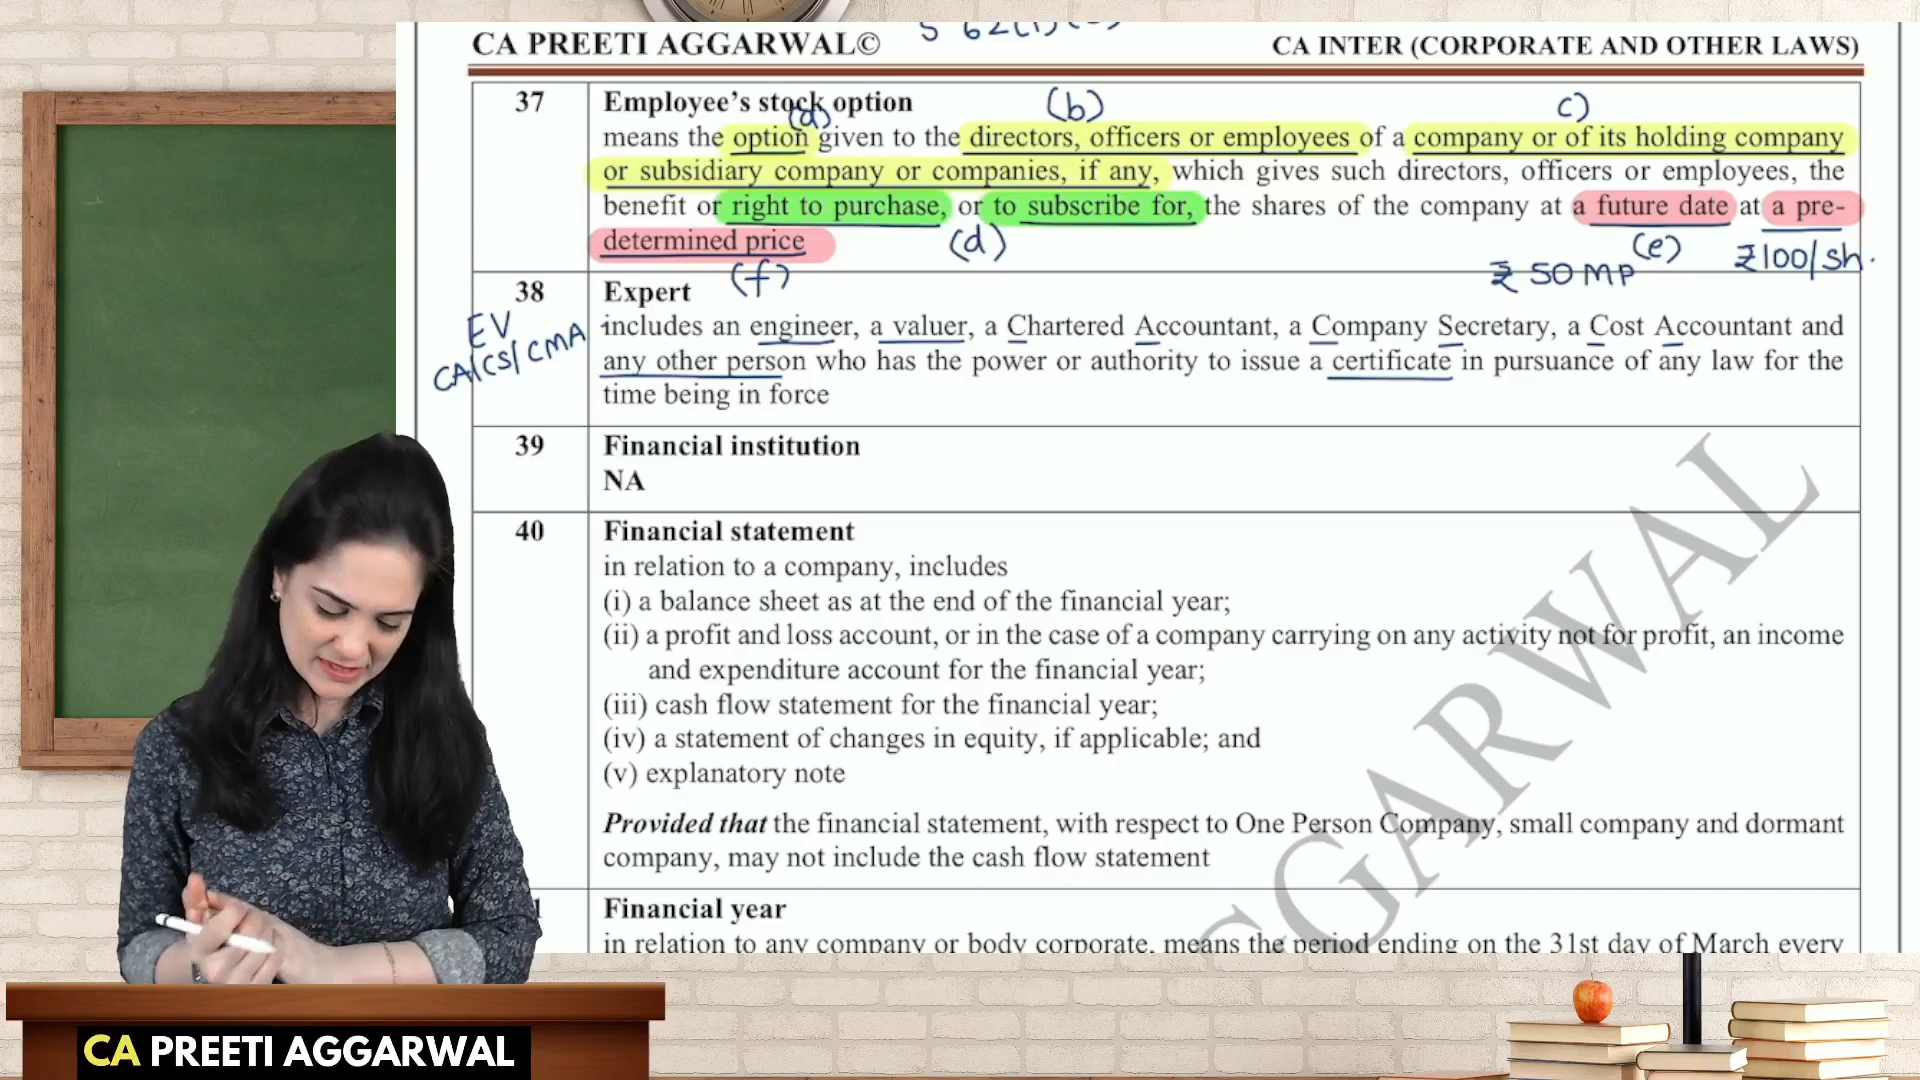 CA PREETI AGGARWAL©
CA INTER (CORPORATE AND OTHER LAWS)
37
Employee's stock option
(a)
(b)
c)
means the option given to the directors, officers or employees of a company or of its holding company
or subsidiary company or companies, if any, which gives such directors, officers or employees, the
benefit or right to purchase, or to subscribe for, the shares of the company at a future date at a pre-
determined price
(d)
(e)
₹100/sh.
(f)
₹ 50 MP
38
Expert
EV
CA/CS/CMA
includes an engineer, a valuer, a Chartered Accountant, a Company Secretary, a Cost Accountant and
any other person who has the power or authority to issue a certificate in pursuance of any law for the
time being in force
39
Financial institution
NA
40
Financial statement
in relation to a company, includes
(i) a balance sheet as at the end of the financial year;
(ii) a profit and loss account, or in the case of a company carrying on any activity not for profit, an income
and expenditure account for the financial year;
(iii) cash flow statement for the financial year;
(iv) a statement of changes in equity, if applicable; and
(v) explanatory note
Provided that the financial statement, with respect to One Person Company, small company and dormant
company, may not include the cash flow statement
Financial year
in relation to any company or body corporate, means the period ending on the 31st day of March every
GGARWAL
CA PREETI AGGARWAL